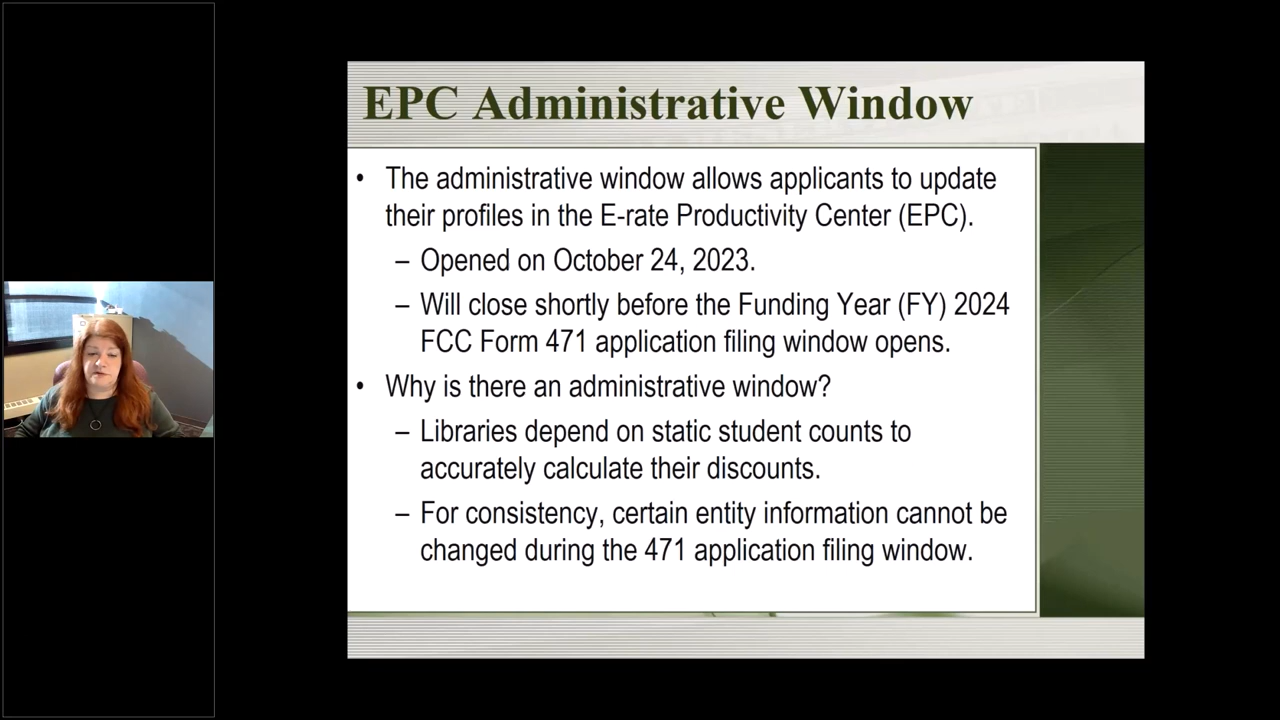 EPC Administrative Window
• The administrative window allows applicants to update
their profiles in the E-rate Productivity Center (EPC).
– Opened on October 24, 2023.
– Will close shortly before the Funding Year (FY) 2024
FCC Form 471 application filing window opens.
• Why is there an administrative window?
– Libraries depend on static student counts to
accurately calculate their discounts.
– For consistency, certain entity information cannot be
changed during the 471 application filing window.